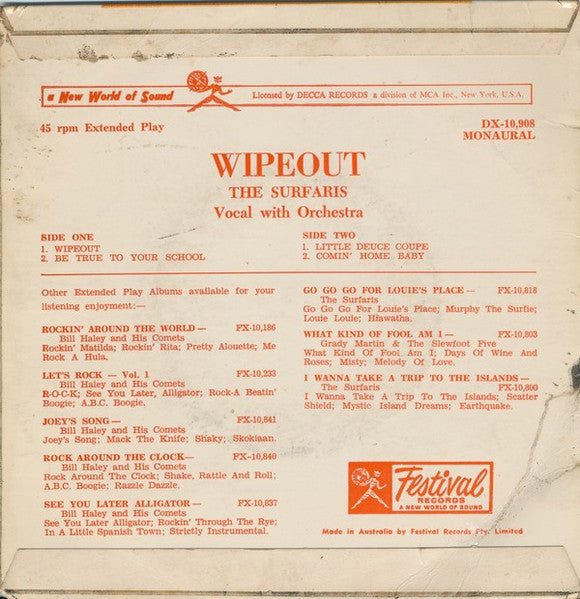 a New World of Sound
Licensed by DECCA RECORDS a division of MCA Inc., New York, U.S.A.
45 rpm Extended Play
DX-10,908
MONAURAL
WIPEOUT
THE SURFARIS
Vocal with Orchestra
SIDE ONE
1. WIPEOUT
2. BE TRUE TO YOUR SCHOOL
SIDE TWO
1. LITTLE DEUCE COUPE
2. COMIN' HOME BABY
Other Extended Play Albums available for your
listening enjoyment:—
ROCKIN' AROUND THE WORLD — FX-10,186
Bill Haley and His Comets
Rockin' Matilda; Rockin' Rita; Pretty Alouette; Me
Rock A Hula.
LET'S ROCK — Vol. 1 FX-10,233
Bill Haley and His Comets
R-O-C-K; See You Later, Alligator; Rock-A Beatin'
Boogie; A.B.C. Boogie.
JOEY'S SONG — FX-10,841
Bill Haley and His Comets
Joey's Song; Mack The Knife; Shaky; Skokiaan.
ROCK AROUND THE CLOCK— FX-10,840
Bill Haley and His Comets
Rock Around The Clock; Shake, Rattle And Roll;
A.B.C. Boogie; Razzle Dazzle.
SEE YOU LATER ALLIGATOR — FX-10,837
Bill Haley and His Comets
See You Later Alligator; Rockin' Through The Rye;
In A Little Spanish Town; Strictly Instrumental.
GO GO GO FOR LOUIE'S PLACE — FX-10,818
The Surfaris
Go Go Go For Louie's Place; Murphy The Surfie;
Louie Louie; Hiawatha.
WHAT KIND OF FOOL AM I — FX-10,803
Grady Martin & The Slewfoot Five
What Kind Of Fool Am I; Days Of Wine And
Roses; Misty; Melody Of Love.
I WANNA TAKE A TRIP TO THE ISLANDS —
The Surfaris FX-10,800
I Wanna Take A Trip To The Islands; Scatter
Shield; Mystic Island Dreams; Earthquake.
Festival
RECORDS
A NEW WORLD OF SOUND
Made in Australia by Festival Records Pty. Limited